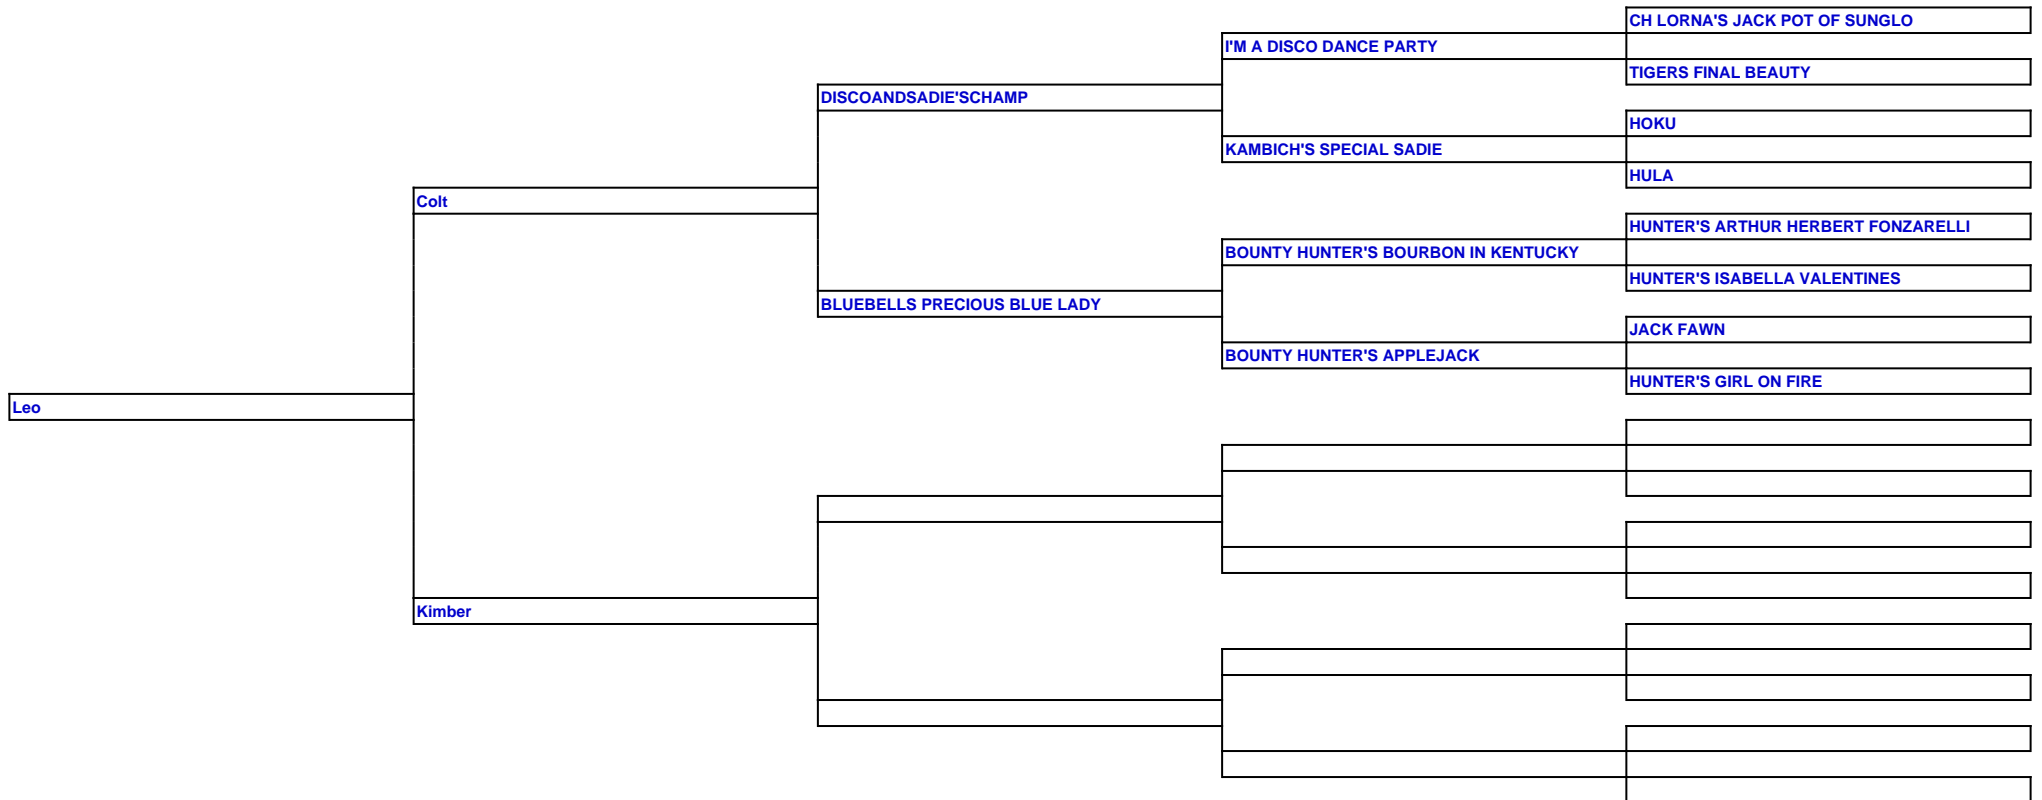 CH LORNA'S JACK POT OF SUNGLO
I'M A DISCO DANCE PARTY
TIGERS FINAL BEAUTY
DISCOANDSADIE'SCHAMP
HOKU
KAMBICH'S SPECIAL SADIE
HULA
Colt
HUNTER'S ARTHUR HERBERT FONZARELLI
BOUNTY HUNTER'S BOURBON IN KENTUCKY
HUNTER'S ISABELLA VALENTINES
BLUEBELLS PRECIOUS BLUE LADY
JACK FAWN
BOUNTY HUNTER'S APPLEJACK
HUNTER'S GIRL ON FIRE
Leo
Kimber